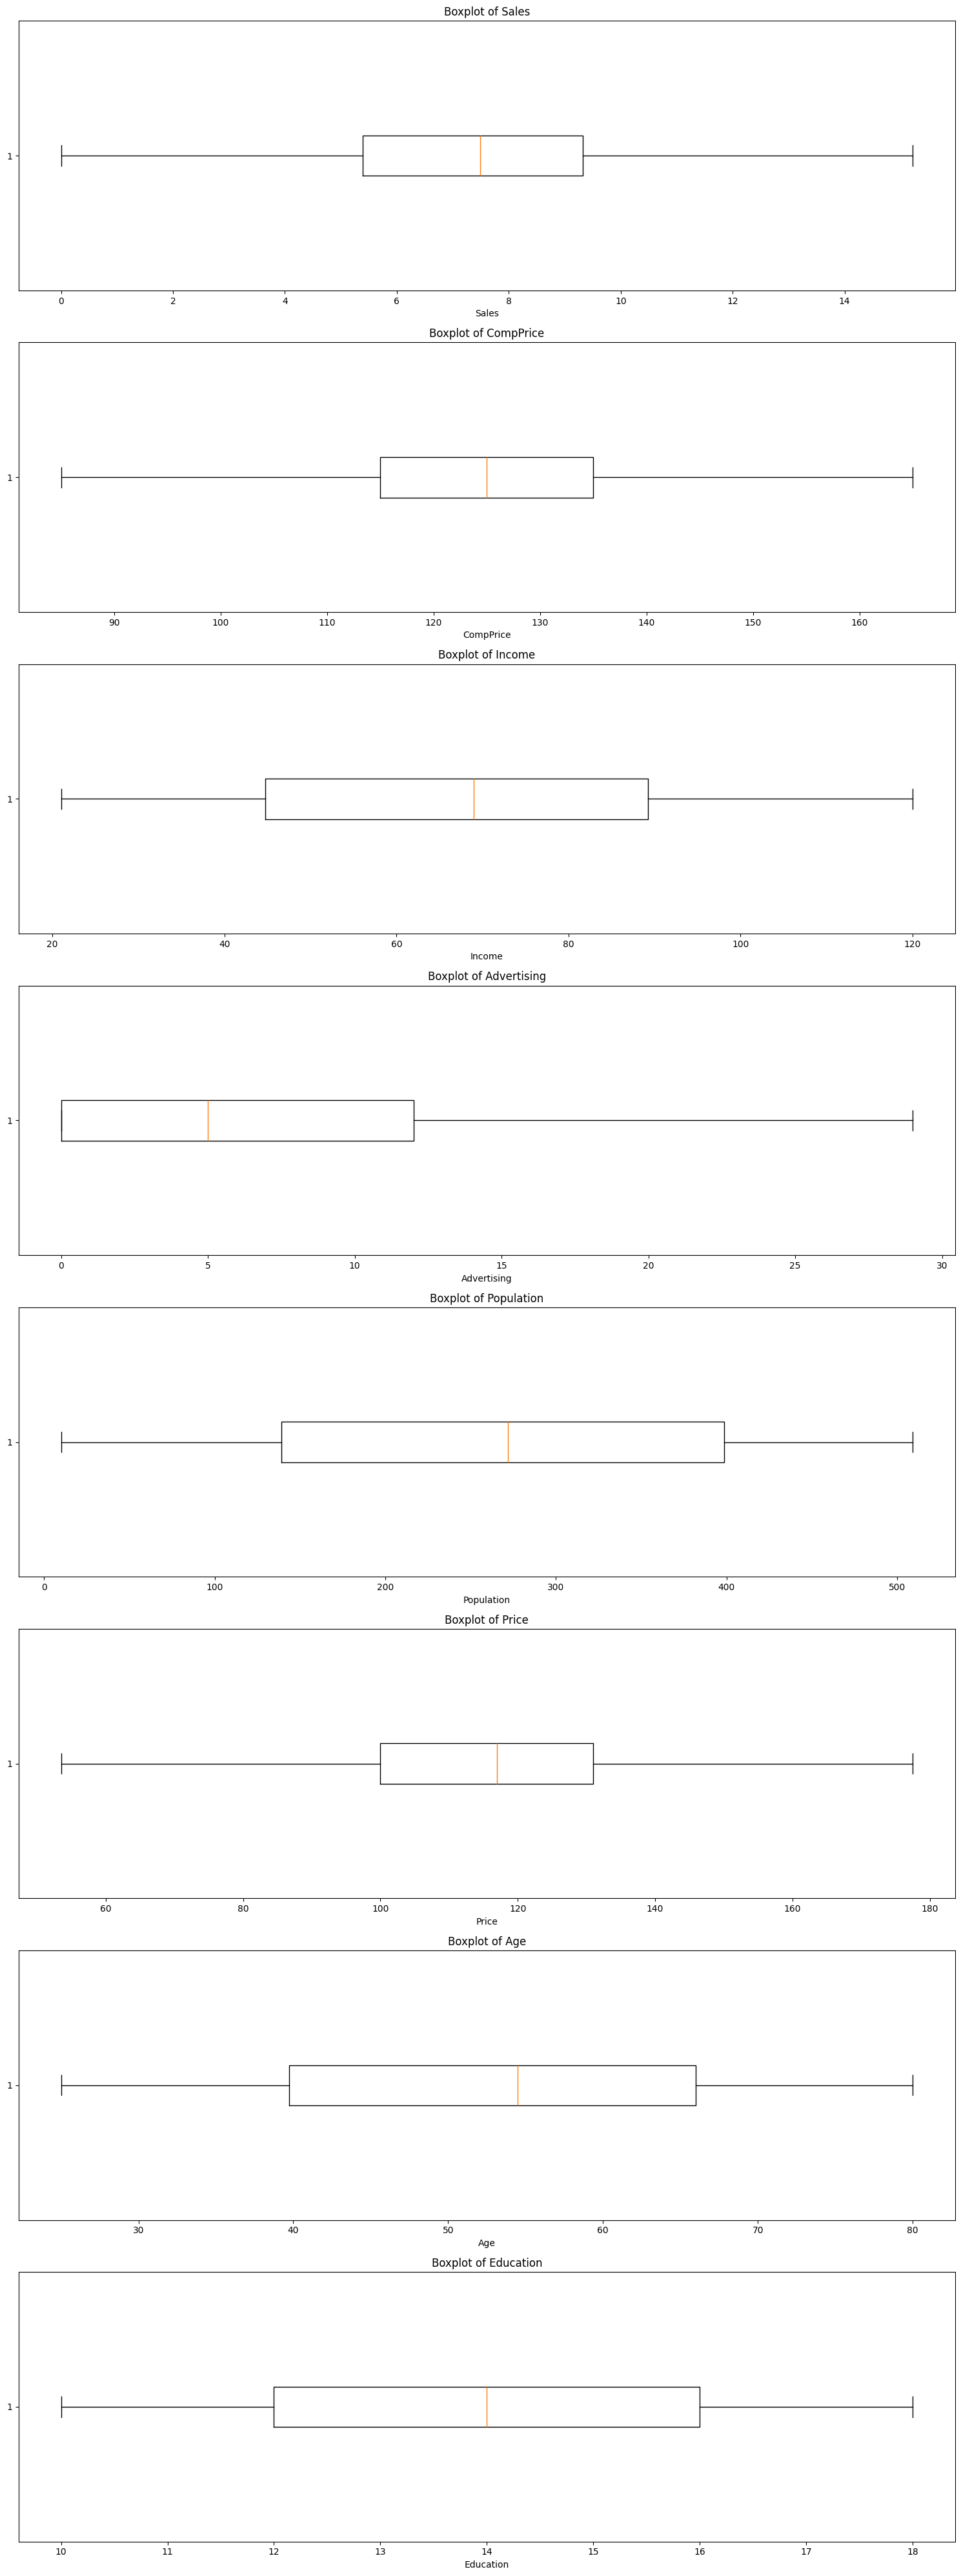 Boxplot of Sales
1
0 2 4 6 8 10 12 14
Sales
Boxplot of CompPrice
1
90 100 110 120 130 140 150 160
CompPrice
Boxplot of Income
1
20 40 60 80 100 120
Income
Boxplot of Advertising
1
0 5 10 15 20 25 30
Advertising
Boxplot of Population
1
0 100 200 300 400 500
Population
Boxplot of Price
1
60 80 100 120 140 160 180
Price
Boxplot of Age
1
30 40 50 60 70 80
Age
Boxplot of Education
1
10 11 12 13 14 15 16 17 18
Education